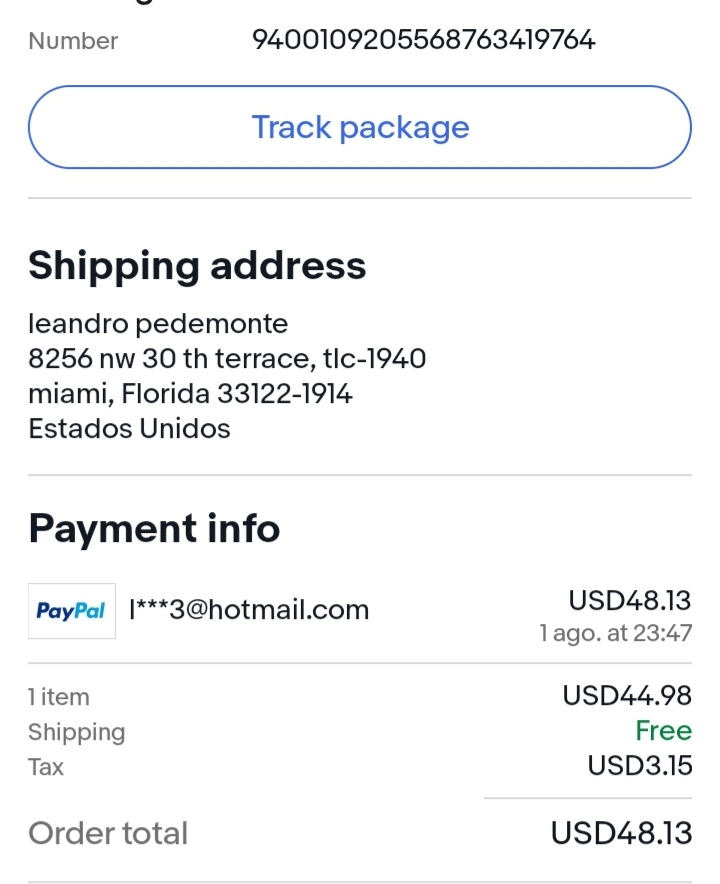 Number 9400109205568763419764
Track package
Shipping address
leandro pedemonte
8256 nw 30 th terrace, tlc-1940
miami, Florida 33122-1914
Estados Unidos
Payment info
PayPal l***3@hotmail.com USD48.13
1 ago. at 23:47
1 item USD44.98
Shipping Free
Tax USD3.15
Order total USD48.13